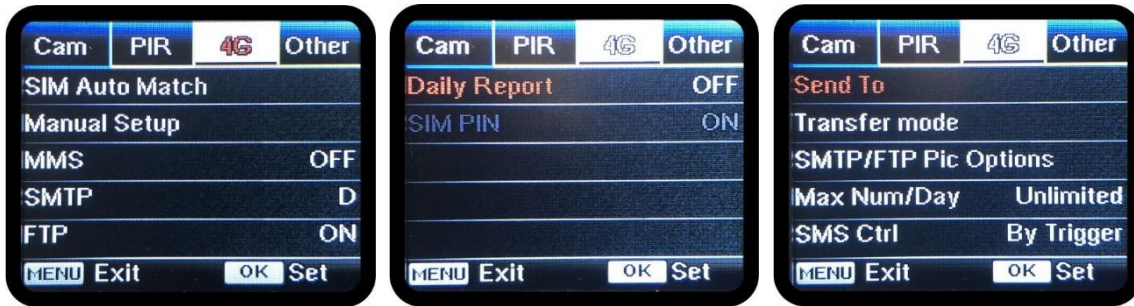 Cam PIR 4G Other
SIM Auto Match
Manual Setup
MMS OFF
SMTP D
FTP ON
MENU Exit OK Set
Cam PIR 4G Other
Daily Report OFF
SIM PIN ON
MENU Exit OK Set
Cam PIR 4G Other
Send To
Transfer mode
SMTP/FTP Pic Options
Max Num/Day Unlimited
SMS Ctrl By Trigger
MENU Exit OK Set